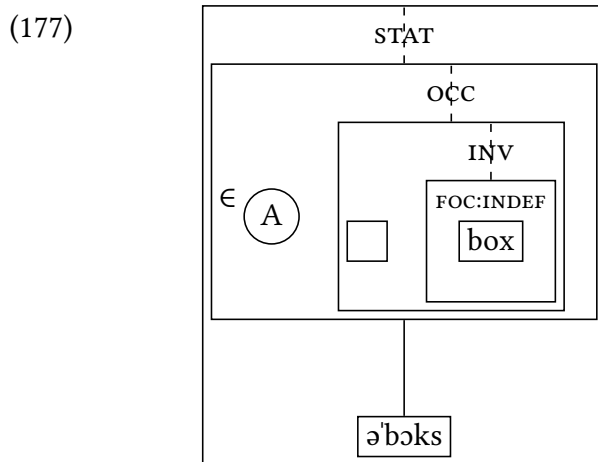 (177)
STAT
OCC
INV
FOC:INDEF
∈
A
box
əˈbɔks